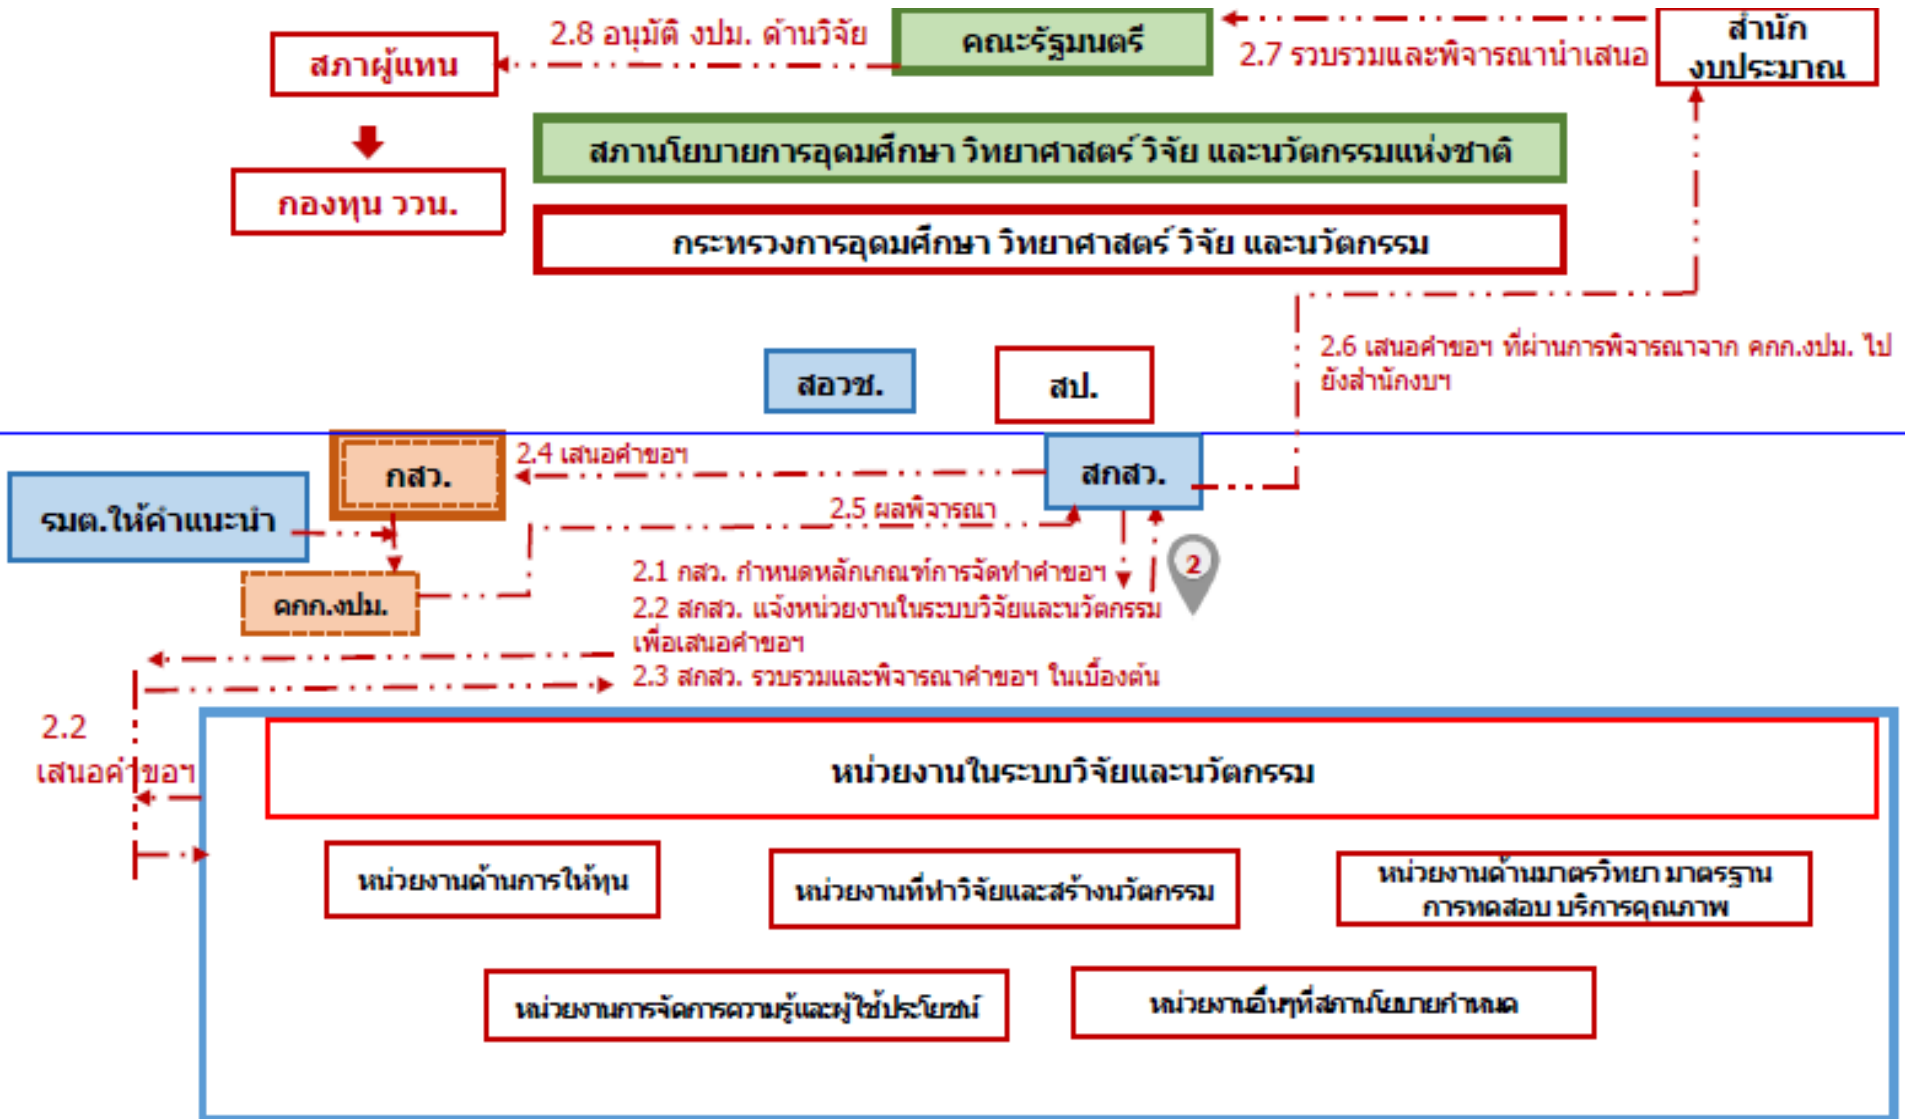 2.8 อนุมัติ งปม. ด้านวิจัย
คณะรัฐมนตรี
สำนัก
งบประมาณ
สภาผู้แทน
2.7 รวบรวมและพิจารณานำเสนอ
สภานโยบายการอุดมศึกษา วิทยาศาสตร์ วิจัย และนวัตกรรมแห่งชาติ
กองทุน ววน.
กระทรวงการอุดมศึกษา วิทยาศาสตร์ วิจัย และนวัตกรรม
2.6 เสนอคำขอฯ ที่ผ่านการพิจารณาจาก คกก.งปม. ไป
ยังสำนักงบฯ
สอวช.
สป.
กสว.
2.4 เสนอคำขอฯ
สกสว.
รมต.ให้คำแนะนำ
2.5 ผลพิจารณา
คกก.งปม.
2.1 กสว. กำหนดหลักเกณฑ์การจัดทำคำขอฯ
2
2.2 สกสว. แจ้งหน่วยงานในระบบวิจัยและนวัตกรรม
เพื่อเสนอคำขอฯ
2.3 สกสว. รวบรวมและพิจารณาคำขอฯ ในเบื้องต้น
2.2
เสนอคำขอฯ
หน่วยงานในระบบวิจัยและนวัตกรรม
หน่วยงานด้านการให้ทุน
หน่วยงานที่ทำวิจัยและสร้างนวัตกรรม
หน่วยงานด้านมาตรวิทยา มาตรฐาน
การทดสอบ บริการคุณภาพ
หน่วยงานการจัดการความรู้และผู้ใช้ประโยชน์
หน่วยงานอื่นๆที่สภานโยบายกำหนด